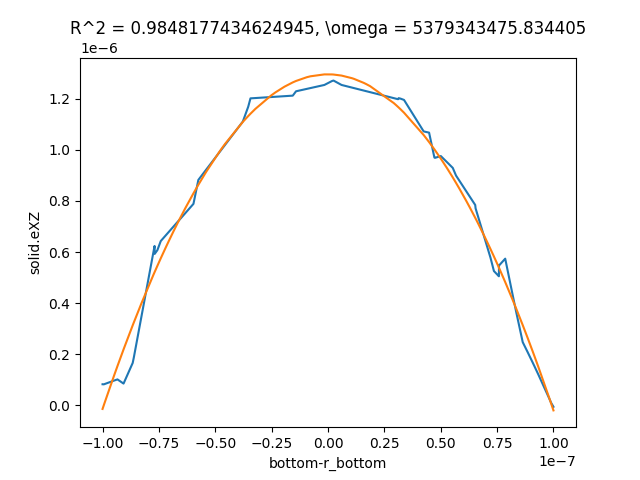 R^2 = 0.9848177434624945, \omega = 5379343475.834405
1e−6
1.2
1.0
0.8
0.6
0.4
0.2
0.0
solid.eXZ
−1.00 −0.75 −0.50 −0.25 0.00 0.25 0.50 0.75 1.00
bottom-r_bottom
1e−7